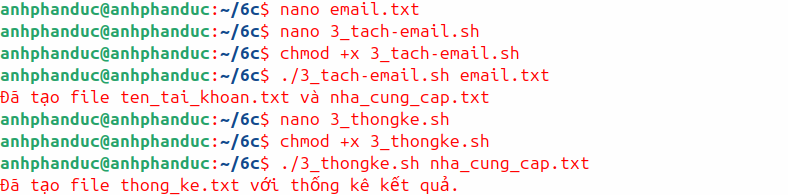 anhphanduc@anhphanduc:~/6c$ nano email.txt
anhphanduc@anhphanduc:~/6c$ nano 3_tach-email.sh
anhphanduc@anhphanduc:~/6c$ chmod +x 3_tach-email.sh
anhphanduc@anhphanduc:~/6c$ ./3_tach-email.sh email.txt
Đã tạo file ten_tai_khoan.txt và nha_cung_cap.txt
anhphanduc@anhphanduc:~/6c$ nano 3_thongke.sh
anhphanduc@anhphanduc:~/6c$ chmod +x 3_thongke.sh
anhphanduc@anhphanduc:~/6c$ ./3_thongke.sh nha_cung_cap.txt
Đã tạo file thong_ke.txt với thống kê kết quả.